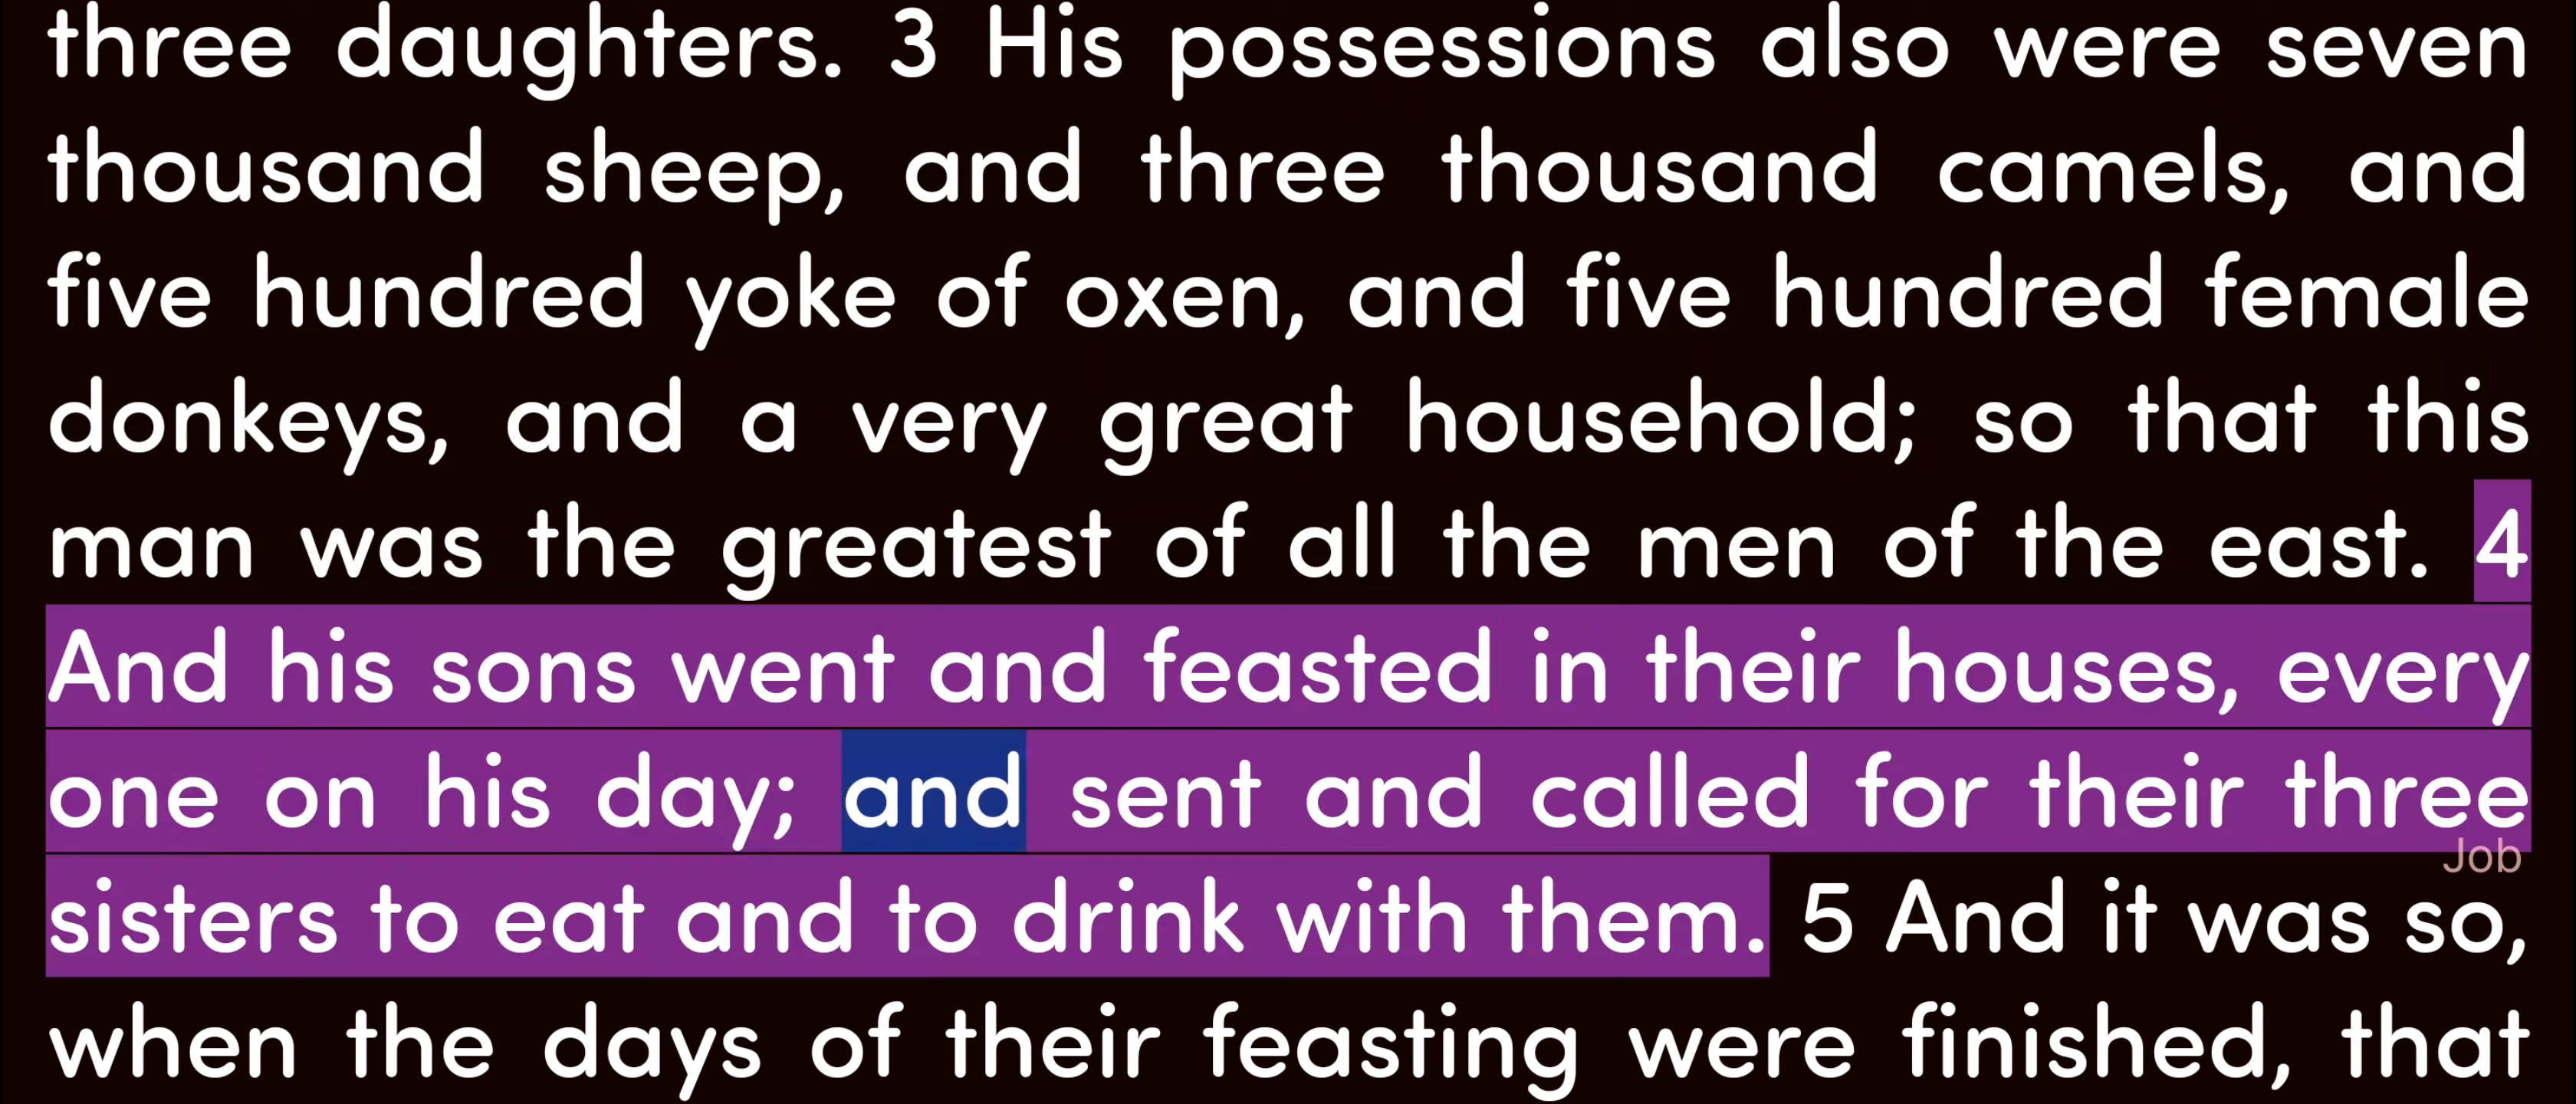 three daughters. 3 His possessions also were seven
thousand sheep, and three thousand camels, and
five hundred yoke of oxen, and five hundred female
donkeys, and a very great household; so that this
man was the greatest of all the men of the east. 4
And his sons went and feasted in their houses, every
one on his day; and sent and called for their three
Job
sisters to eat and to drink with them. 5 And it was so,
when the days of their feasting were finished, that